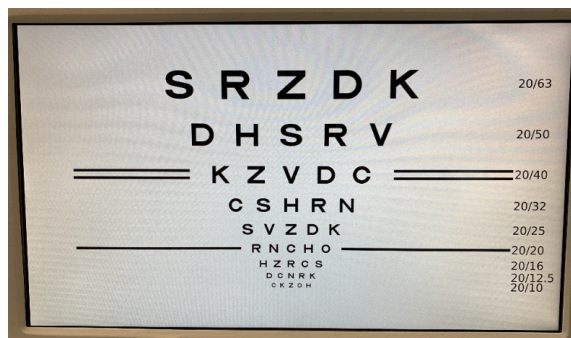 S R Z D K 20/63
D H S R V 20/50
K Z V D C 20/40
C S H R N 20/32
S V Z D K 20/25
R N C H O 20/20
H Z R C S 20/16
D C N R K 20/12.5
C K Z O H 20/10